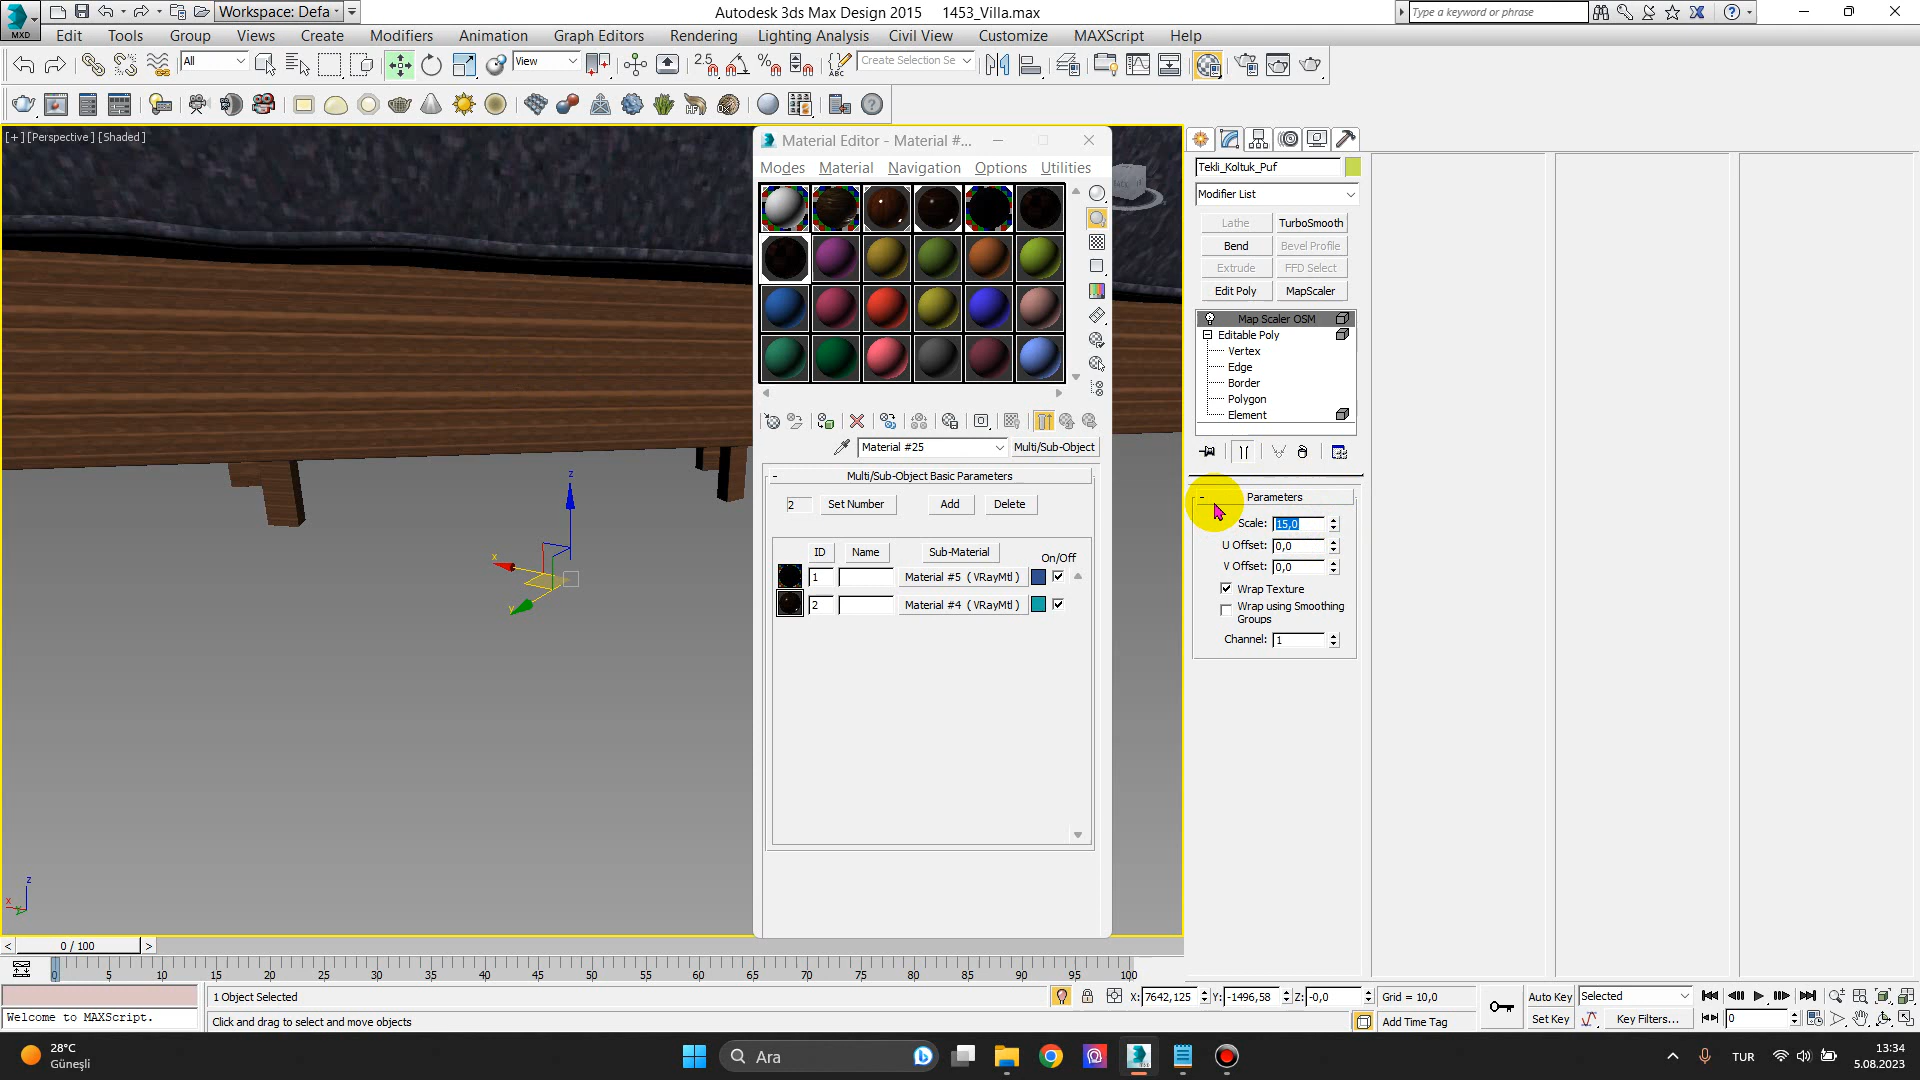 Workspace: Defa
Autodesk 3ds Max Design 2015 1453_Villa.max
Type a keyword or phrase
MXD
Edit Tools Group Views Create Modifiers Animation Graph Editors Rendering Lighting Analysis Civil View Customize MAXScript Help
All View 2.5 Create Selection Se
[+] [Perspective] [Shaded]
Material Editor - Material #...
Modes Material Navigation Options Utilities
Material #25 Multi/Sub-Object
- Multi/Sub-Object Basic Parameters
2 Set Number Add Delete
ID Name Sub-Material On/Off
1 Material #5 ( VRayMtl )
2 Material #4 ( VRayMtl )
Tekli_Koltuk_Puf
Modifier List
Lathe TurboSmooth
Bend Bevel Profile
Extrude FFD Select
Edit Poly MapScaler
Map Scaler OSM
Editable Poly
Vertex
Edge
Border
Polygon
Element
- Parameters
Scale: 15,0
U Offset: 0,0
V Offset: 0,0
Wrap Texture
Wrap using Smoothing
Groups
Channel: 1
z
x
y
z
x
y
< 0 / 100 >
0 5 10 15 20 25 30 35 40 45 50 55 60 65 70 75 80 85 90 95 100
1 Object Selected X: 7642,125 Y: -1496,58 Z: -0,0 Grid = 10,0 Auto Key Selected
Welcome to MAXScript. Click and drag to select and move objects Add Time Tag Set Key Key Filters... 0
28°C
Güneşli
Ara
TUR
13:34
5.08.2023